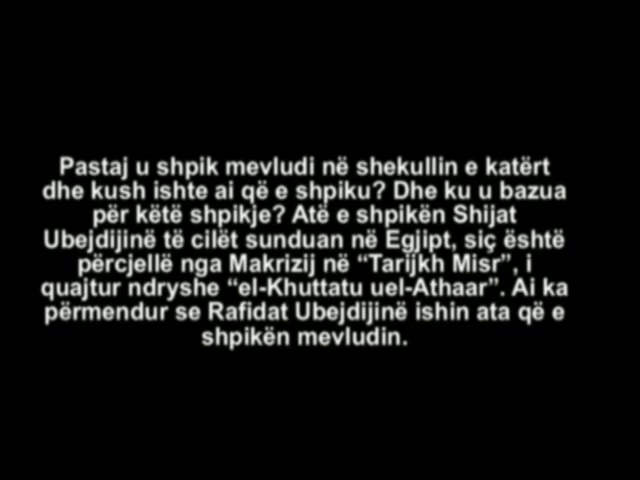 Pastaj u shpik mevludi në shekullin e katërt
dhe kush ishte ai që e shpiku? Dhe ku u bazua
për këtë shpikje? Atë e shpikën Shijat
Ubejdijinë të cilët sunduan në Egjipt, siç është
përcjellë nga Makrizij në “Tarijkh Misr”, i
quajtur ndryshe “el-Khuttatu uel-Athaar”. Ai ka
përmendur se Rafidat Ubejdijinë ishin ata që e
shpikën mevludin.